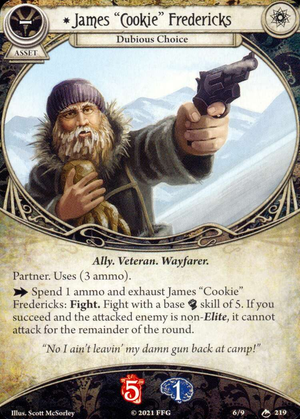 James "Cookie" Fredericks
Dubious Choice
ASSET
Ally. Veteran. Wayfarer.
Partner. Uses (3 ammo).
Spend 1 ammo and exhaust James "Cookie"
Fredericks: Fight. Fight with a base skill of 5. If you
succeed and the attacked enemy is non-Elite, it cannot
attack for the remainder of the round.
"No I ain't leavin' my damn gun back at camp!"
5 1
Illus. Scott McSorley © 2021 FFG 6/9 219